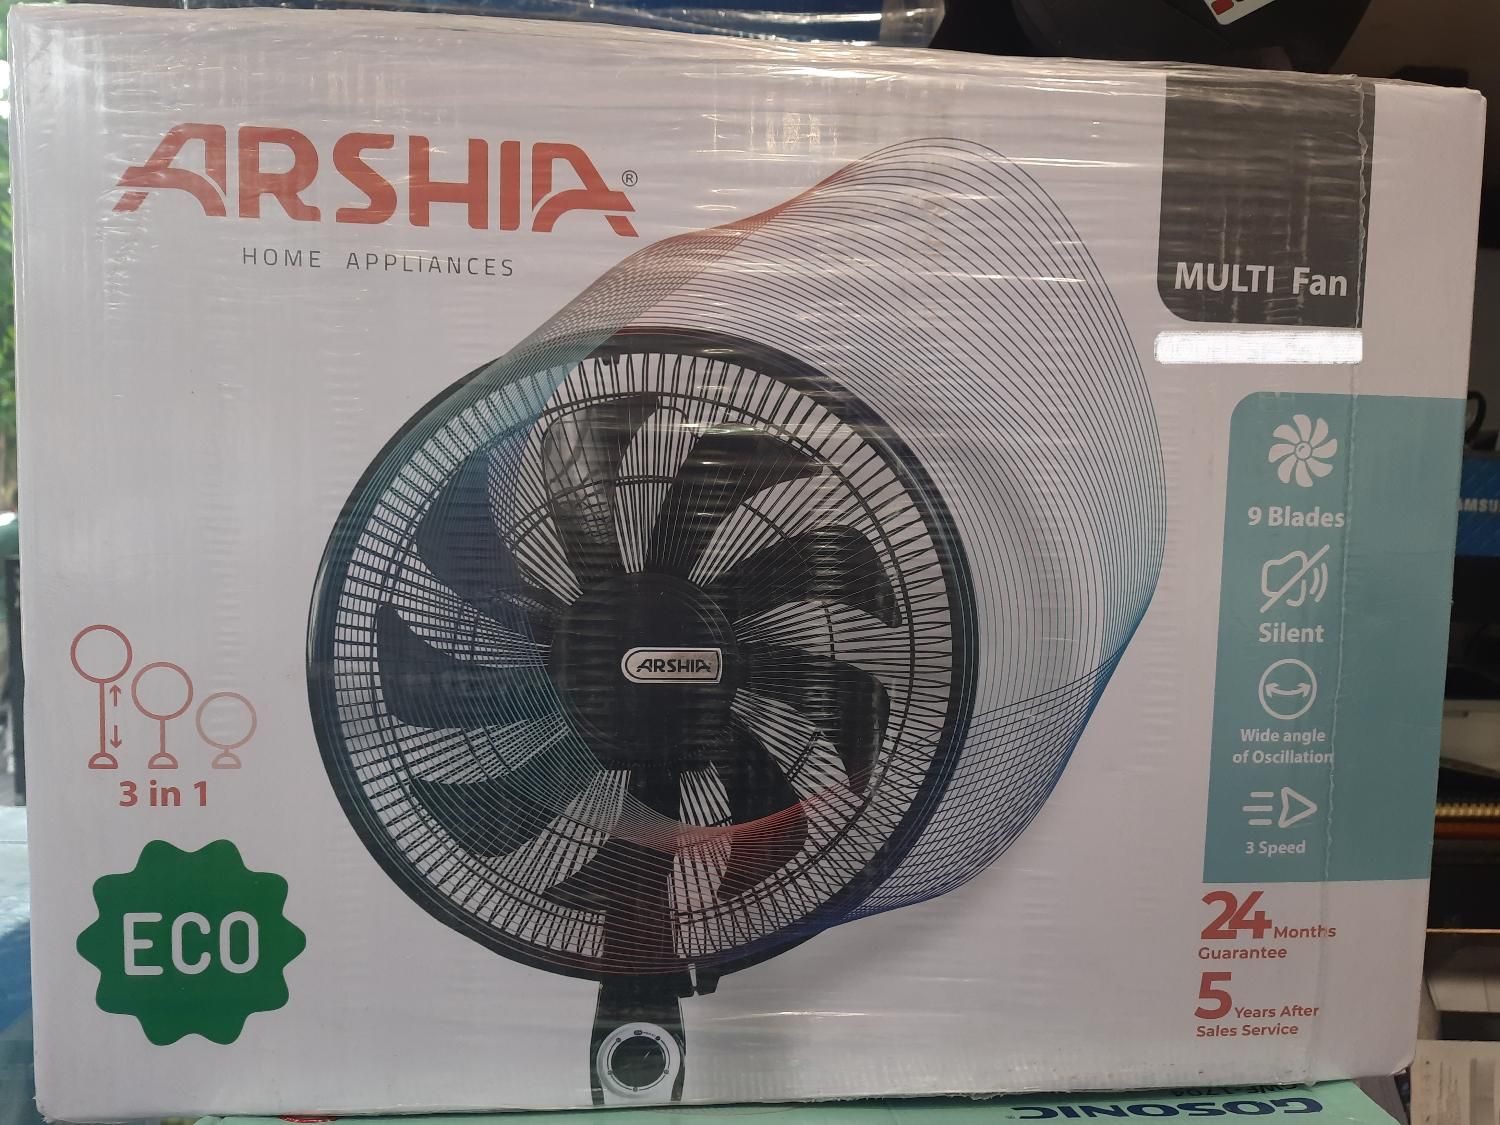 ARSHIA®
HOME APPLIANCES
MULTI Fan
9 Blades
Silent
Wide angle
of Oscillation
3 Speed
ARSHIA
3 in 1
ECO
24 Months
Guarantee
5 Years After
Sales Service
GOSONIC